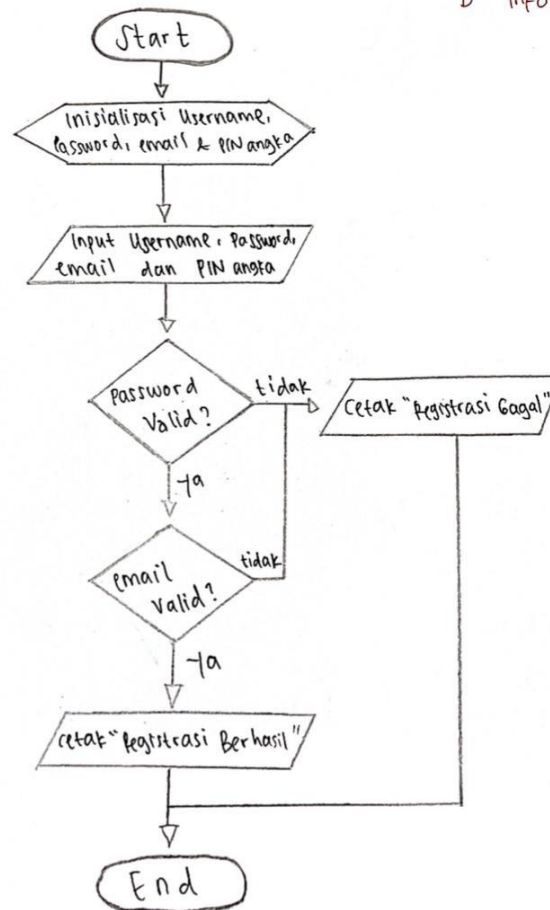 D INFO
Start
Inisialisasi Username,
Password, email & PIN angka
Input Username, Password,
email dan PIN angka
Password
Valid?
tidak
Cetak "Registrasi Gagal"
ya
email
Valid?
tidak
ya
Cetak "Registrasi Berhasil"
End